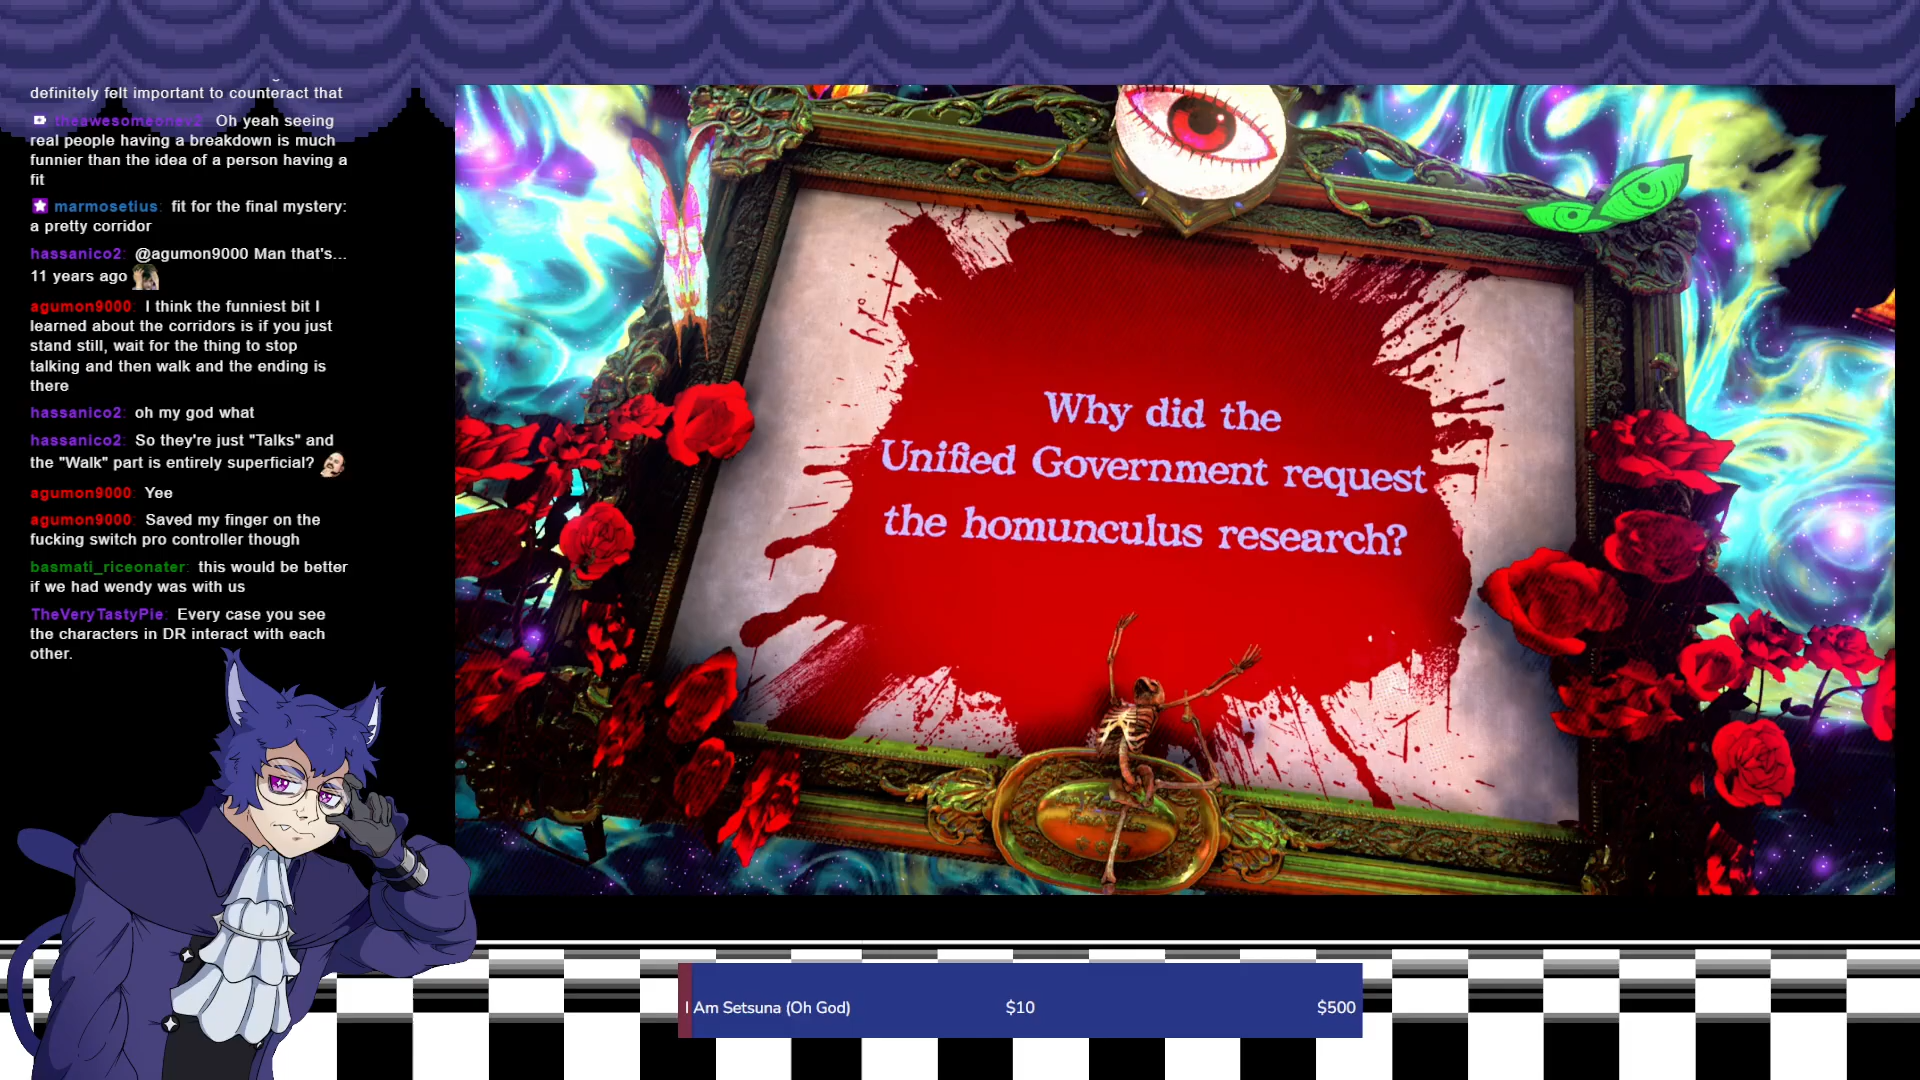 definitely felt important to counteract that
theawesomeonev2: Oh yeah seeing
real people having a breakdown is much
funnier than the idea of a person having a
fit
marmosetius: fit for the final mystery:
a pretty corridor
hassanico2: @agumon9000 Man that's...
11 years ago
agumon9000: I think the funniest bit I
learned about the corridors is if you just
stand still, wait for the thing to stop
talking and then walk and the ending is
there
hassanico2: oh my god what
hassanico2: So they're just "Talks" and
the "Walk" part is entirely superficial?
agumon9000: Yee
agumon9000: Saved my finger on the
fucking switch pro controller though
basmati_riceonater: this would be better
if we had wendy was with us
TheVeryTastyPie: Every case you see
the characters in DR interact with each
other.
Why did the
Unified Government request
the homunculus research?
I Am Setsuna (Oh God) $10 $500